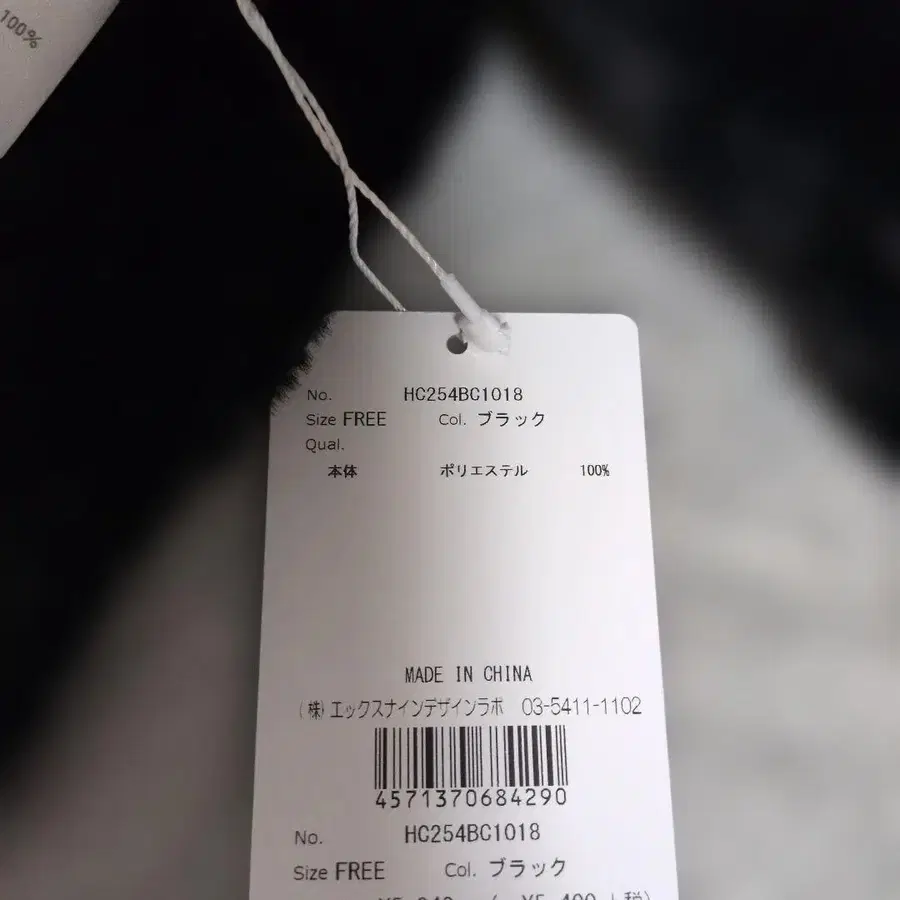 100%
No. HC254BC1018
Size FREE Col. ブラック
Qual.
本体 ポリエステル 100%
MADE IN CHINA
(株)エックスナインデザインラボ 03-5411-1102
4571370684290
No. HC254BC1018
Size FREE Col. ブラック